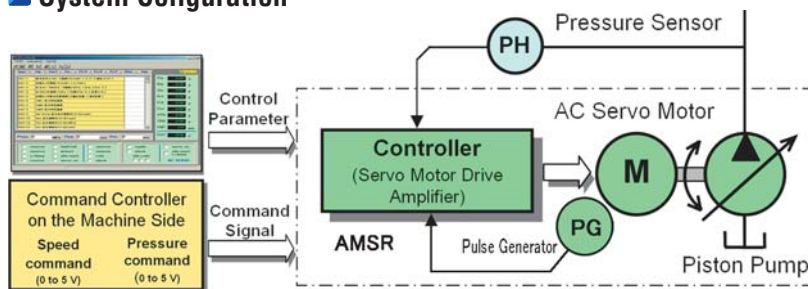 System Configuration
Control
Parameter
Command Controller
on the Machine Side
Speed
command
(0 to 5 V)
Pressure
command
(0 to 5 V)
Command
Signal
PH
Pressure Sensor
AC Servo Motor
Controller
(Servo Motor Drive
Amplifier)
M
AMSR
Pulse Generator
PG
Piston Pump